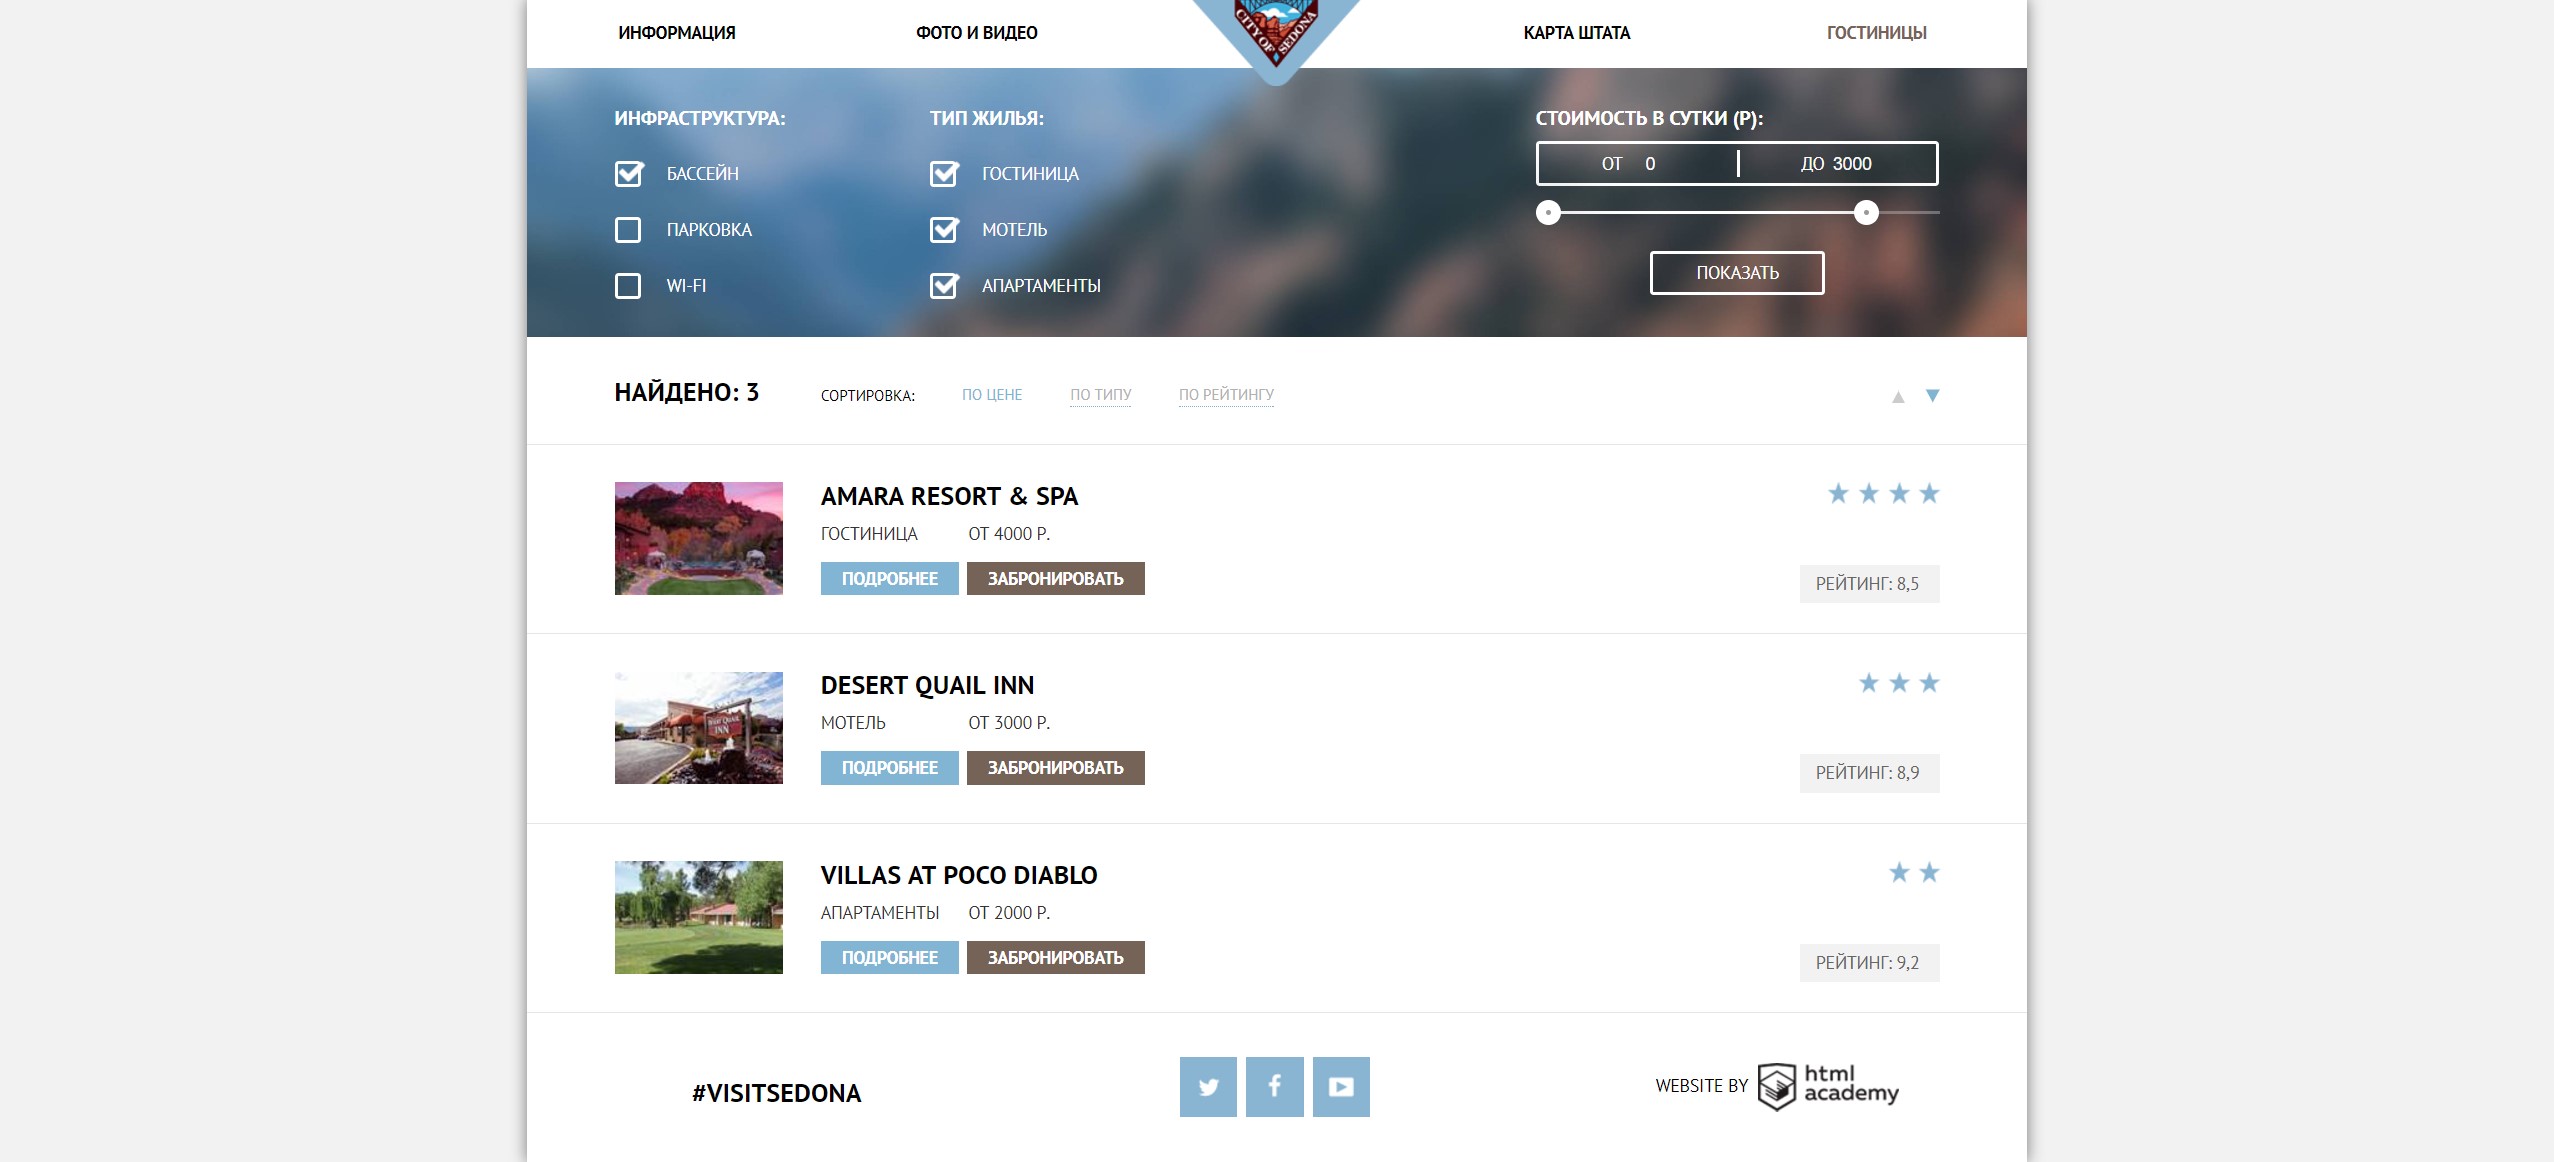 ИНФОРМАЦИЯ ФОТО И ВИДЕО CITY OF SEDONA КАРТА ШТАТА ГОСТИНИЦЫ
ИНФРАСТРУКТУРА: ТИП ЖИЛЬЯ: СТОИМОСТЬ В СУТКИ (Р):
БАССЕЙН ГОСТИНИЦА ОТ 0 ДО 3000
ПАРКОВКА МОТЕЛЬ
WI-FI АПАРТАМЕНТЫ ПОКАЗАТЬ
НАЙДЕНО: 3 СОРТИРОВКА: ПО ЦЕНЕ ПО ТИПУ ПО РЕЙТИНГУ
AMARA RESORT & SPA
ГОСТИНИЦА ОТ 4000 Р.
ПОДРОБНЕЕ ЗАБРОНИРОВАТЬ РЕЙТИНГ: 8,5
DESERT QUAIL INN
МОТЕЛЬ ОТ 3000 Р.
ПОДРОБНЕЕ ЗАБРОНИРОВАТЬ РЕЙТИНГ: 8,9
VILLAS AT POCO DIABLO
АПАРТАМЕНТЫ ОТ 2000 Р.
ПОДРОБНЕЕ ЗАБРОНИРОВАТЬ РЕЙТИНГ: 9,2
#VISITSEDONA WEBSITE BY html academy